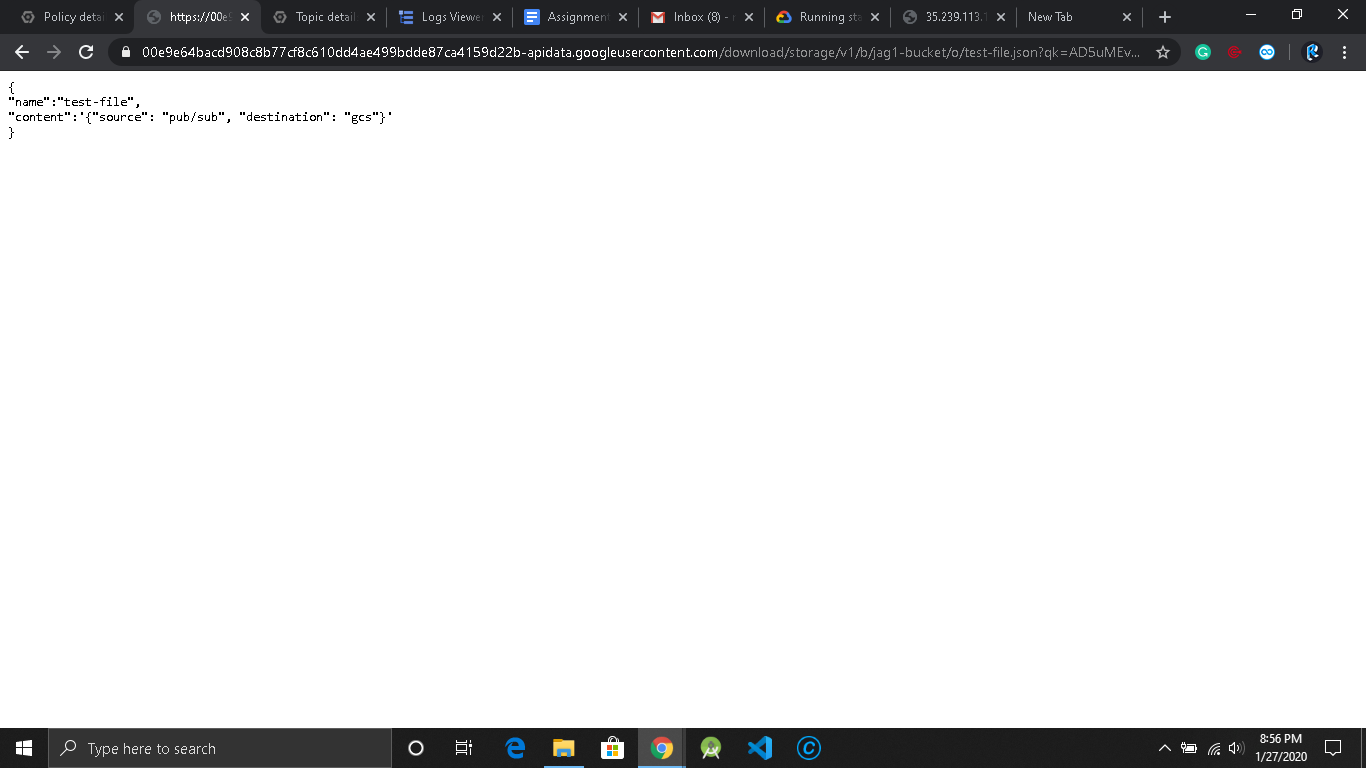 Policy detai
https://00e9
Topic detail
Logs Viewer
Assignment
Inbox (8) - r
Running sta
35.239.113.1
New Tab
00e9e64bacd908c8b77cf8c610dd4ae499bdde87ca4159d22b-apidata.googleusercontent.com/download/storage/v1/b/jag1-bucket/o/test-file.json?qk=AD5uMEv...
{
"name":"test-file",
"content":'{"source": "pub/sub", "destination": "gcs"}'
}
Type here to search
8:56 PM
1/27/2020